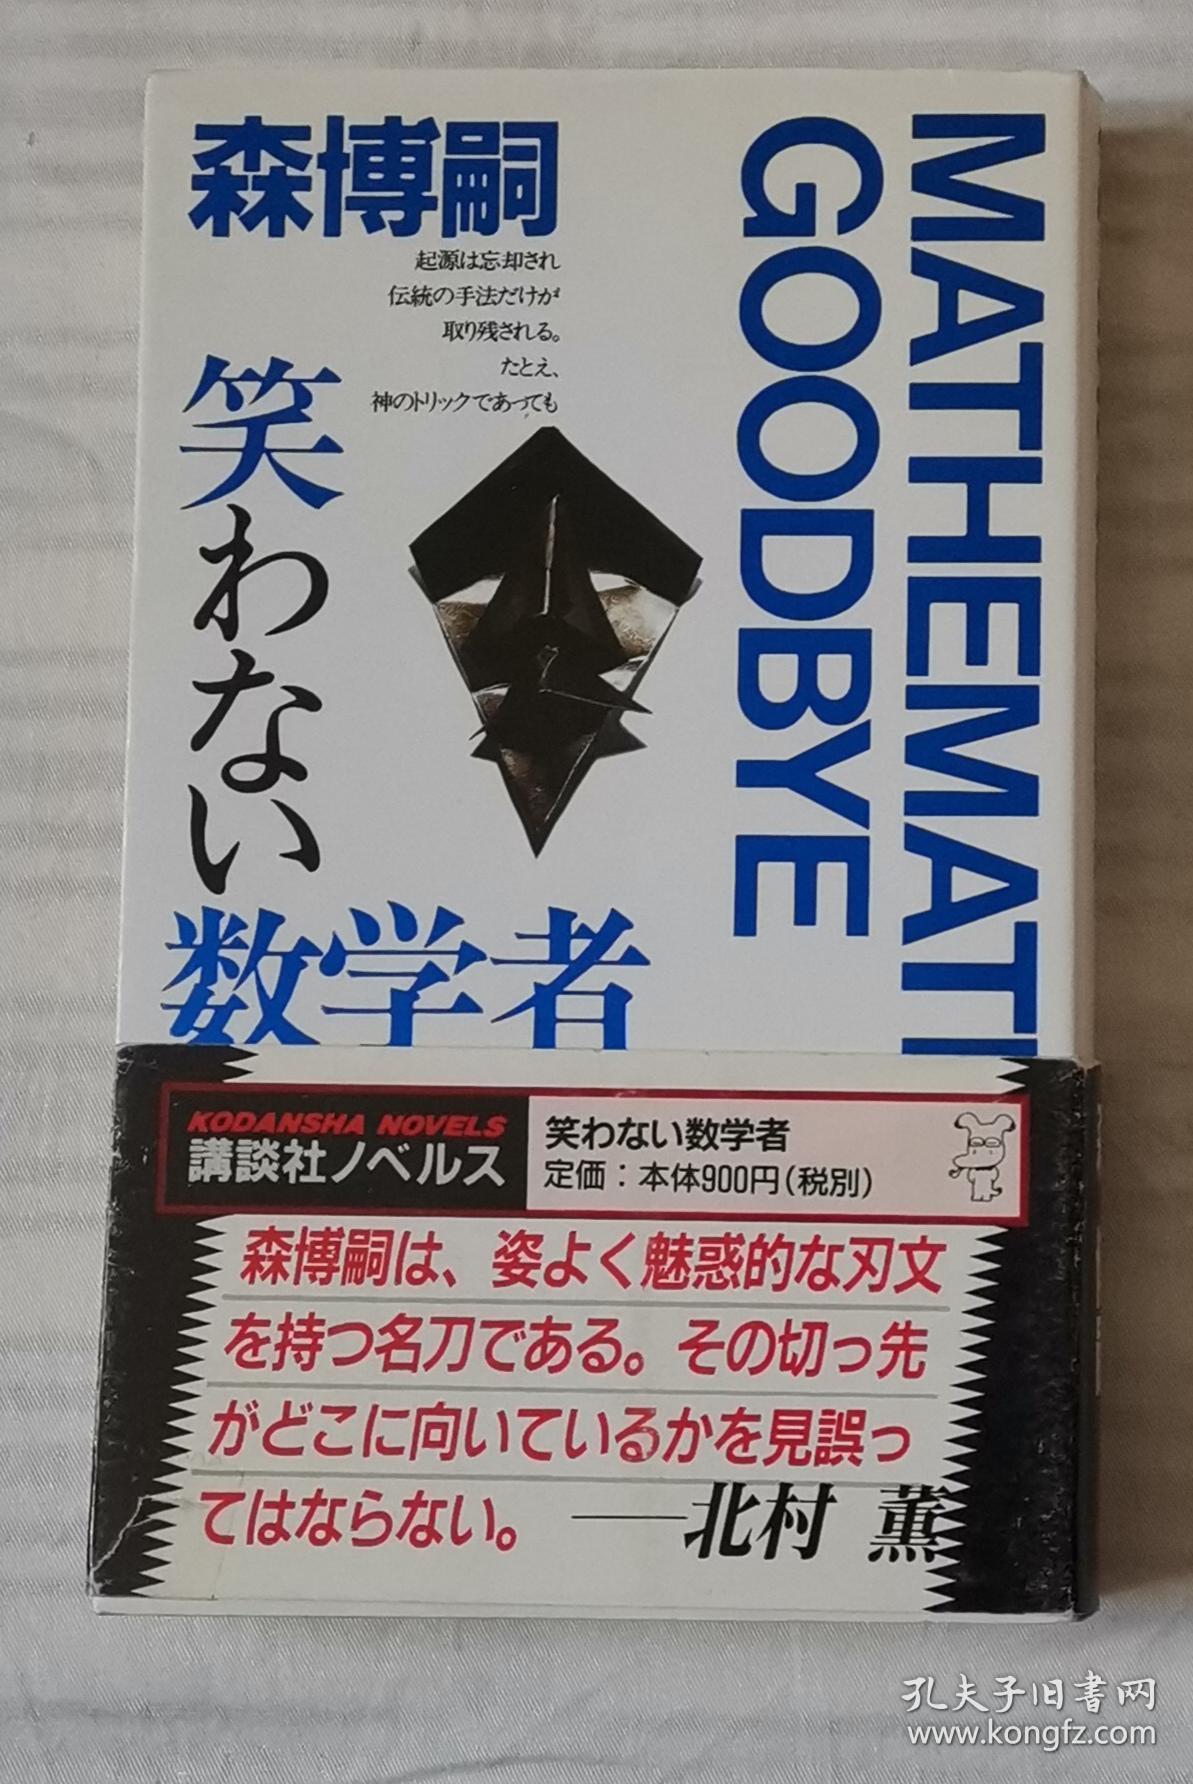 森博嗣
起源は忘却され
伝統の手法だけが
取り残される。
たとえ、
神のトリックであっても
笑わない
数学者
MATHEMATI
GOODBYE
KODANSHA NOVELS
講談社ノベルス
笑わない数学者
定価:本体900円(税別)
森博嗣は、姿よく魅惑的な刃文
を持つ名刀である。その切っ先
がどこに向いているかを見誤っ
てはならない。 ──北村 薫
孔夫子旧書网
www.kongfz.com